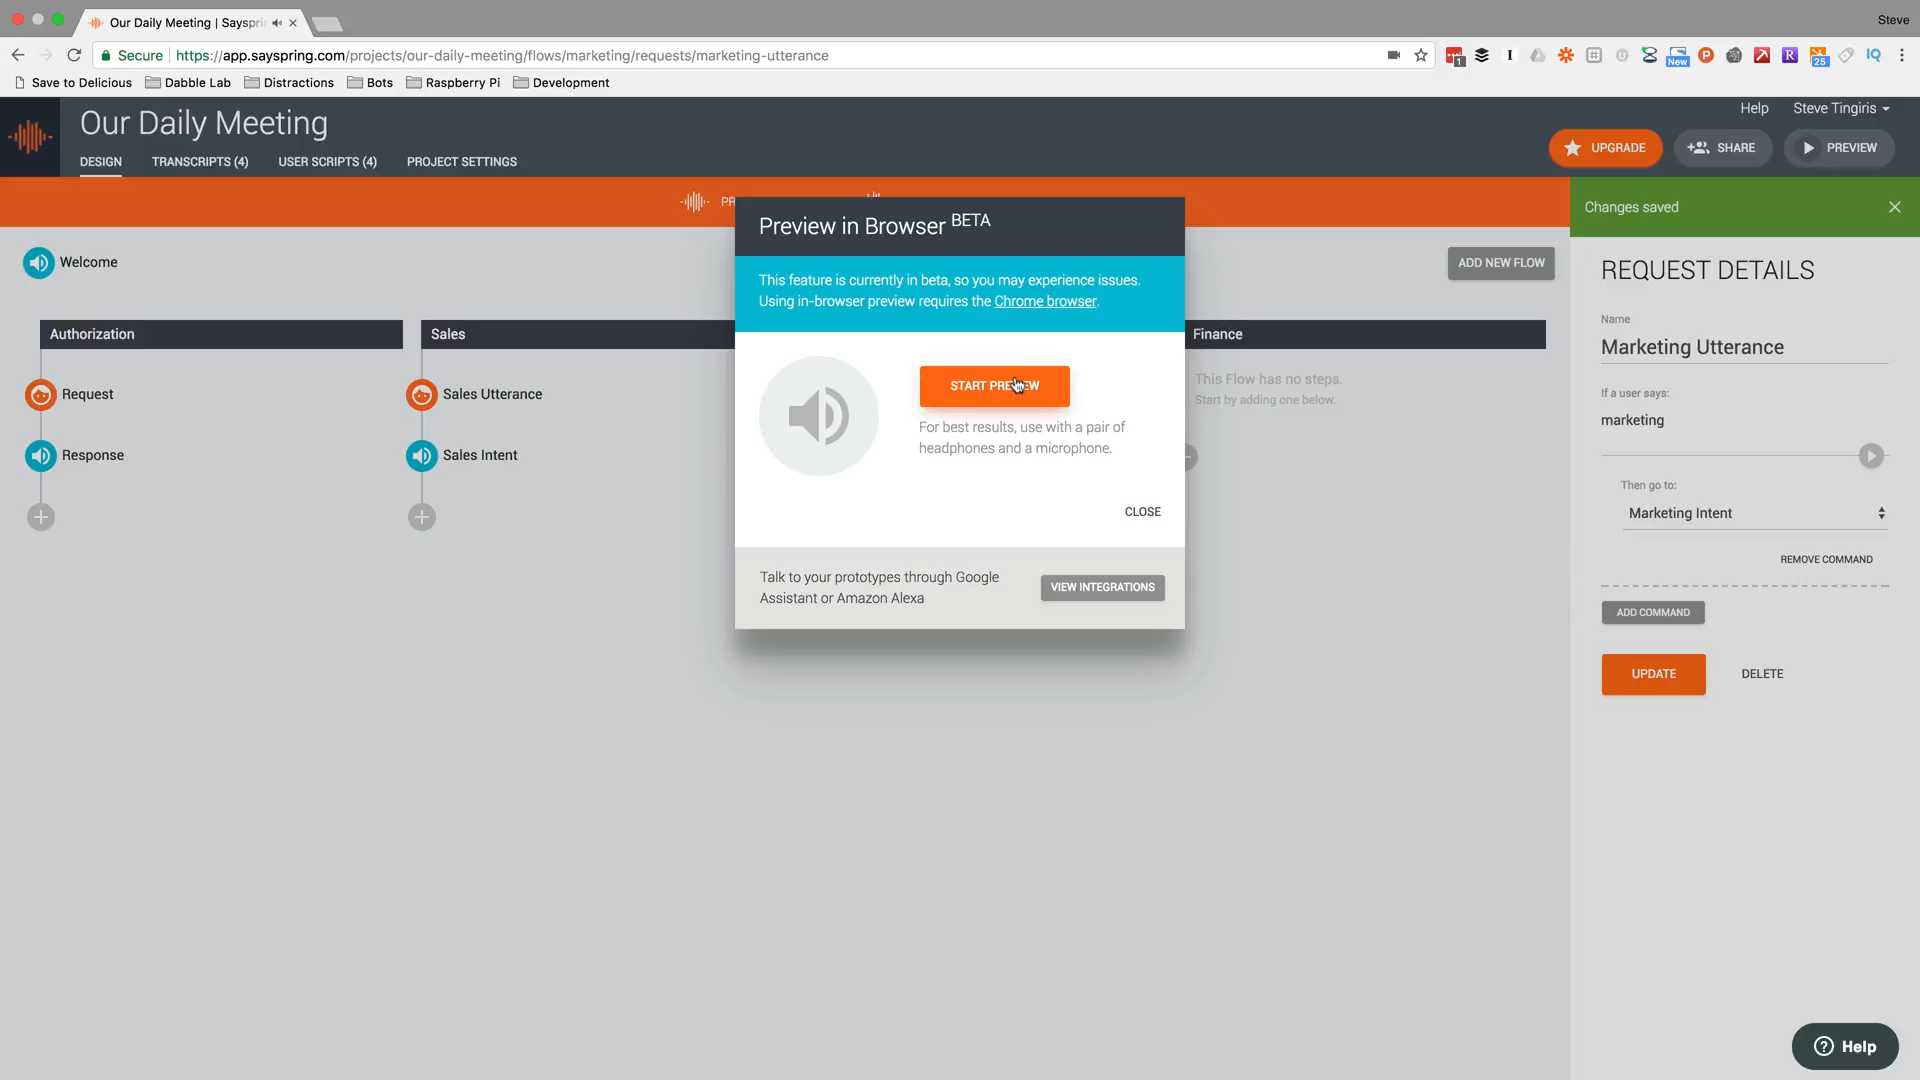 Steve
Our Daily Meeting | Sayspri
Secure
https://app.sayspring.com/projects/our-daily-meeting/flows/marketing/requests/marketing-utterance
1
New
25
IQ
Save to Delicious
Dabble Lab
Distractions
Bots
Raspberry Pi
Development
Our Daily Meeting
Help
Steve Tingiris
DESIGN
TRANSCRIPTS (4)
USER SCRIPTS (4)
PROJECT SETTINGS
UPGRADE
SHARE
PREVIEW
PR
Changes saved
Preview in Browser BETA
This feature is currently in beta, so you may experience issues.
Using in-browser preview requires the Chrome browser.
Welcome
ADD NEW FLOW
REQUEST DETAILS
Authorization
Sales
Finance
Name
Marketing Utterance
Request
Sales Utterance
START PREVIEW
This Flow has no steps.
Start by adding one below.
If a user says:
marketing
For best results, use with a pair of
headphones and a microphone.
Response
Sales Intent
Then go to:
Marketing Intent
CLOSE
REMOVE COMMAND
Talk to your prototypes through Google
Assistant or Amazon Alexa
VIEW INTEGRATIONS
ADD COMMAND
UPDATE
DELETE
Help